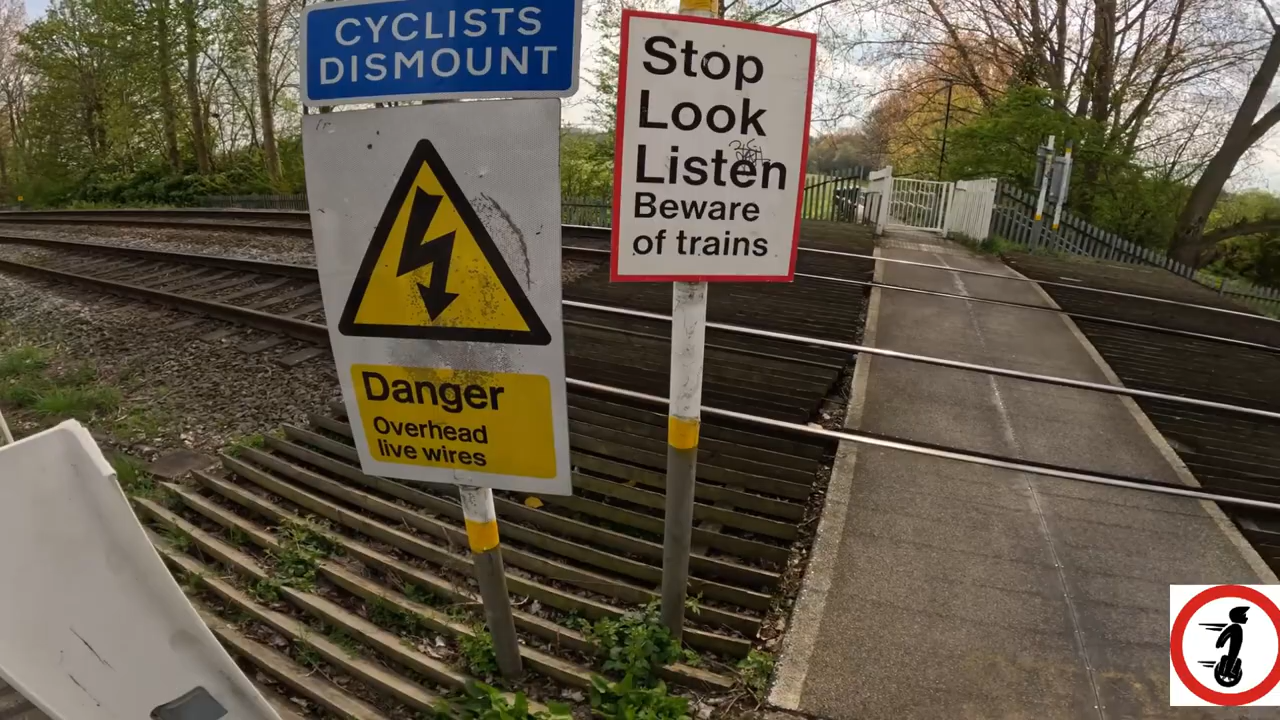 CYCLISTS
DISMOUNT
Danger
Overhead
live wires
Stop
Look
Listen
Beware
of trains